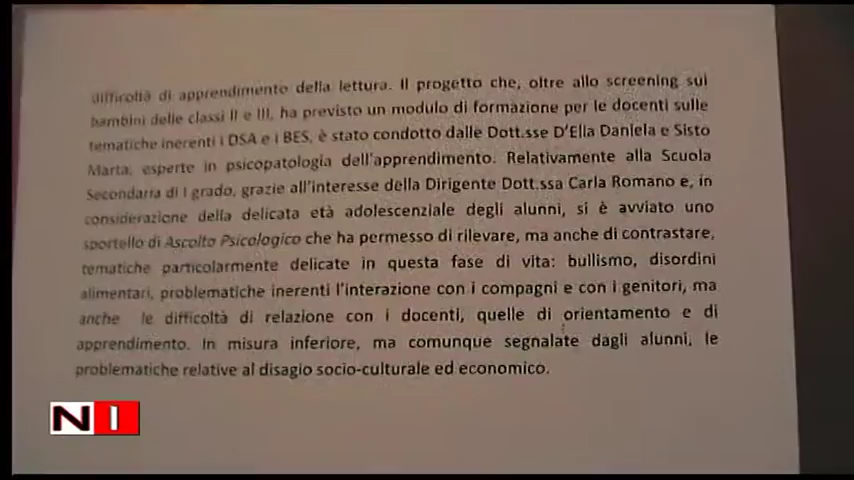 difficoltà di apprendimento della lettura. Il progetto che, oltre allo screening sui
bambini delle classi II e III, ha previsto un modulo di formazione per le docenti sulle
tematiche inerenti i DSA e i BES, è stato condotto dalle Dott.sse D'Elia Daniela e Sisto
Marta, esperte in psicopatologia dell'apprendimento. Relativamente alla Scuola
Secondaria di I grado, grazie all'interesse della Dirigente Dott.ssa Carla Romano e, in
considerazione della delicata età adolescenziale degli alunni, si è avviato uno
sportello di Ascolto Psicologico che ha permesso di rilevare, ma anche di contrastare,
tematiche particolarmente delicate in questa fase di vita: bullismo, disordini
alimentari, problematiche inerenti l'interazione con i compagni e con i genitori, ma
anche le difficoltà di relazione con i docenti, quelle di orientamento e di
apprendimento. In misura inferiore, ma comunque segnalate dagli alunni, le
problematiche relative al disagio socio-culturale ed economico.
NI